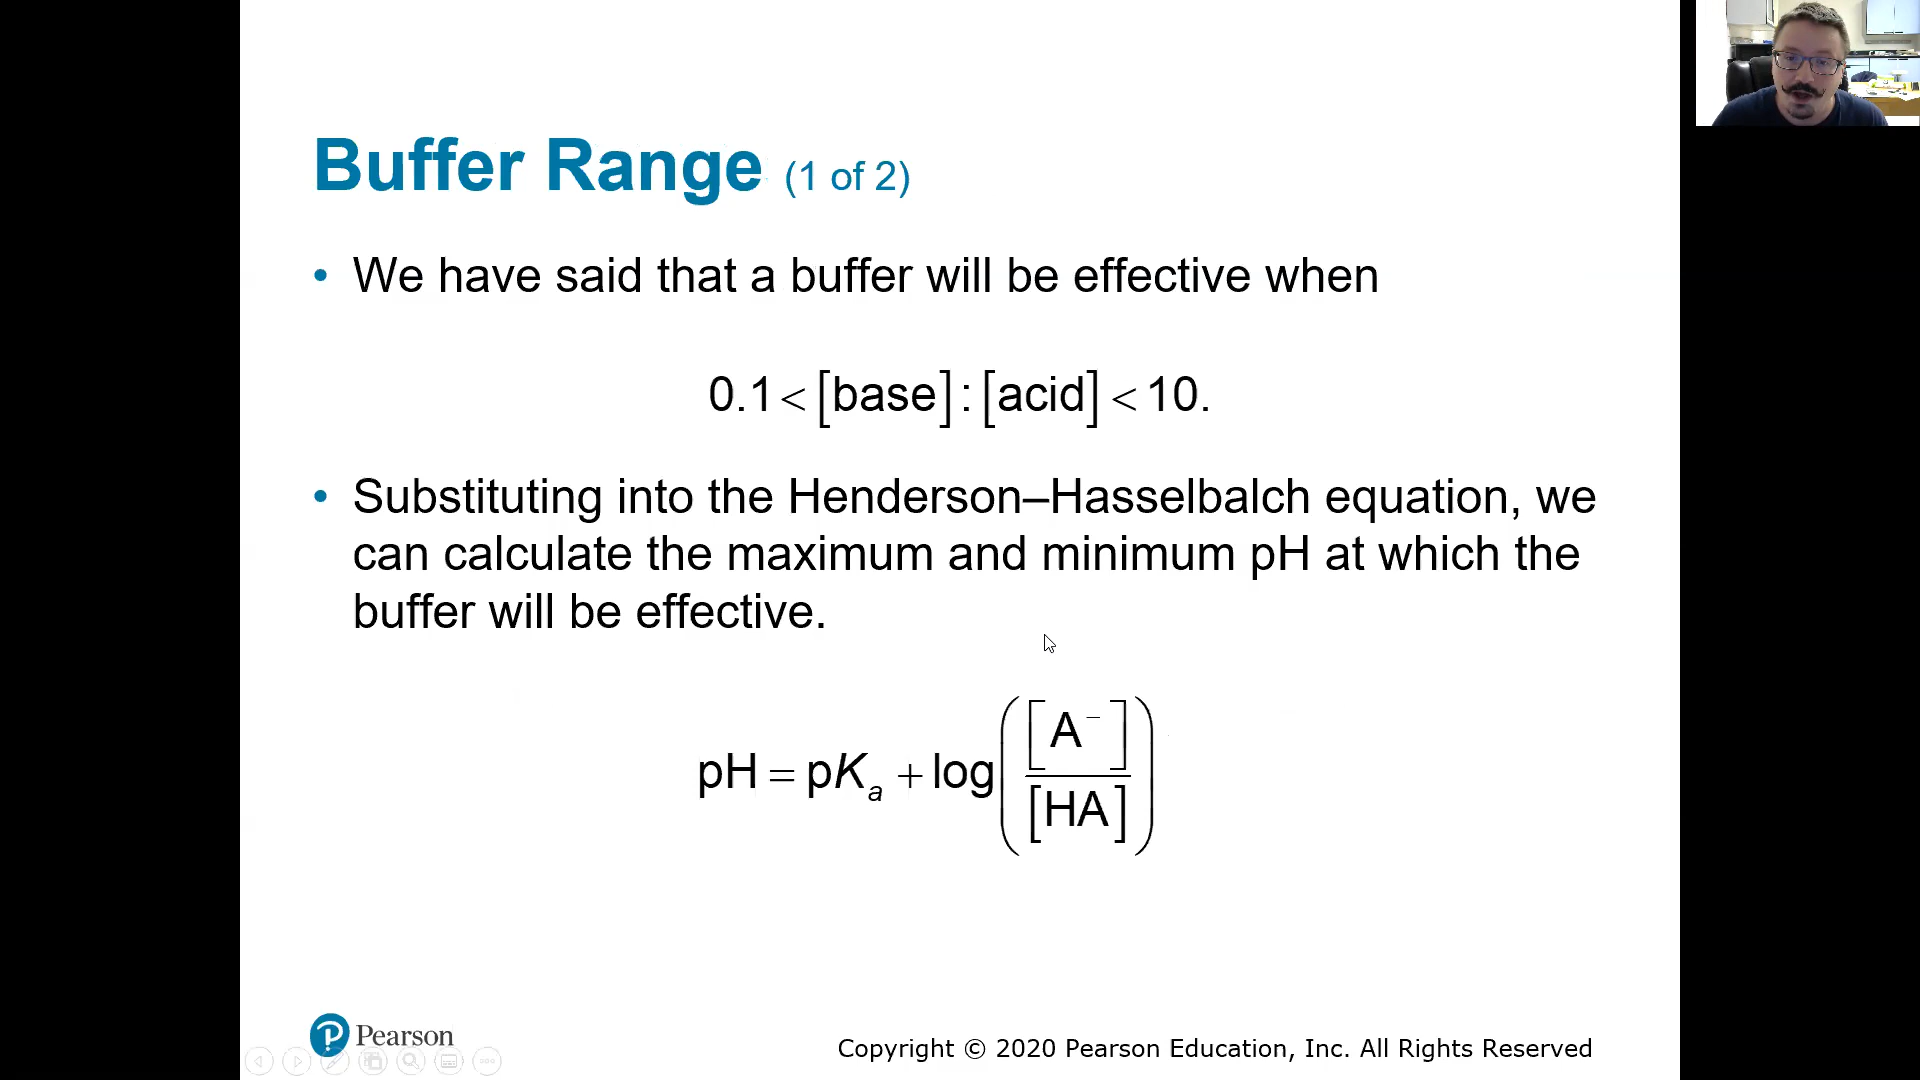 Buffer Range (1 of 2)
• We have said that a buffer will be effective when
0.1 < [base] : [acid] < 10.
• Substituting into the Henderson–Hasselbalch equation, we
can calculate the maximum and minimum pH at which the
buffer will be effective.
pH = pKₐ + log([A⁻]/[HA])
Pearson
Copyright © 2020 Pearson Education, Inc. All Rights Reserved